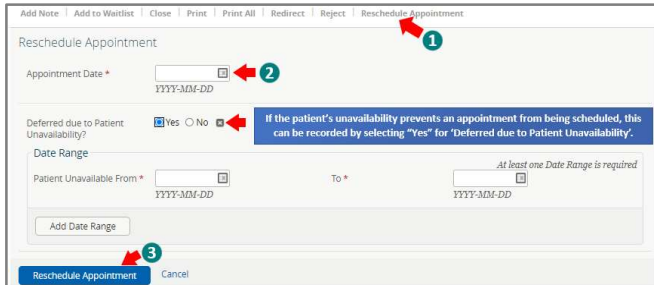 Add Note | Add to Waitlist | Close | Print | Print All | Redirect | Reject | Reschedule Appointment
1
Reschedule Appointment
Appointment Date *
2
YYYY-MM-DD
Deferred due to Patient Unavailability?
Yes No
If the patient's unavailability prevents an appointment from being scheduled, this
can be recorded by selecting "Yes" for 'Deferred due to Patient Unavailability'.
Date Range
At least one Date Range is required
Patient Unavailable From * To *
YYYY-MM-DD YYYY-MM-DD
Add Date Range
3
Reschedule Appointment Cancel